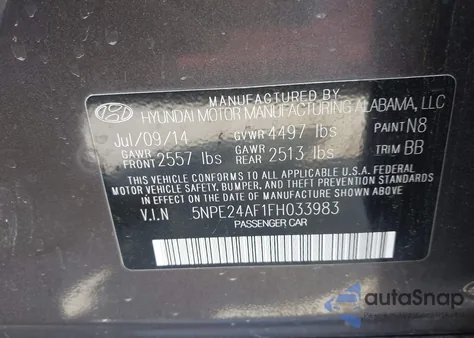 MANUFACTURED BY
HYUNDAI MOTOR MANUFACTURING ALABAMA, LLC
Jul/09/14 GVWR 4497 lbs PAINT N8
GAWR FRONT 2557 lbs GAWR REAR 2513 lbs TRIM BB
THIS VEHICLE CONFORMS TO ALL APPLICABLE FEDERAL
MOTOR VEHICLE SAFETY, BUMPER,
AND THEFT PREVENTION STANDARDS IN EFFECT ON THE DATE OF MANUFACTURE SHOWN ABOVE.
V.I.N 5NPE24AF1FH033983
PASSENGER CAR
autoSnap